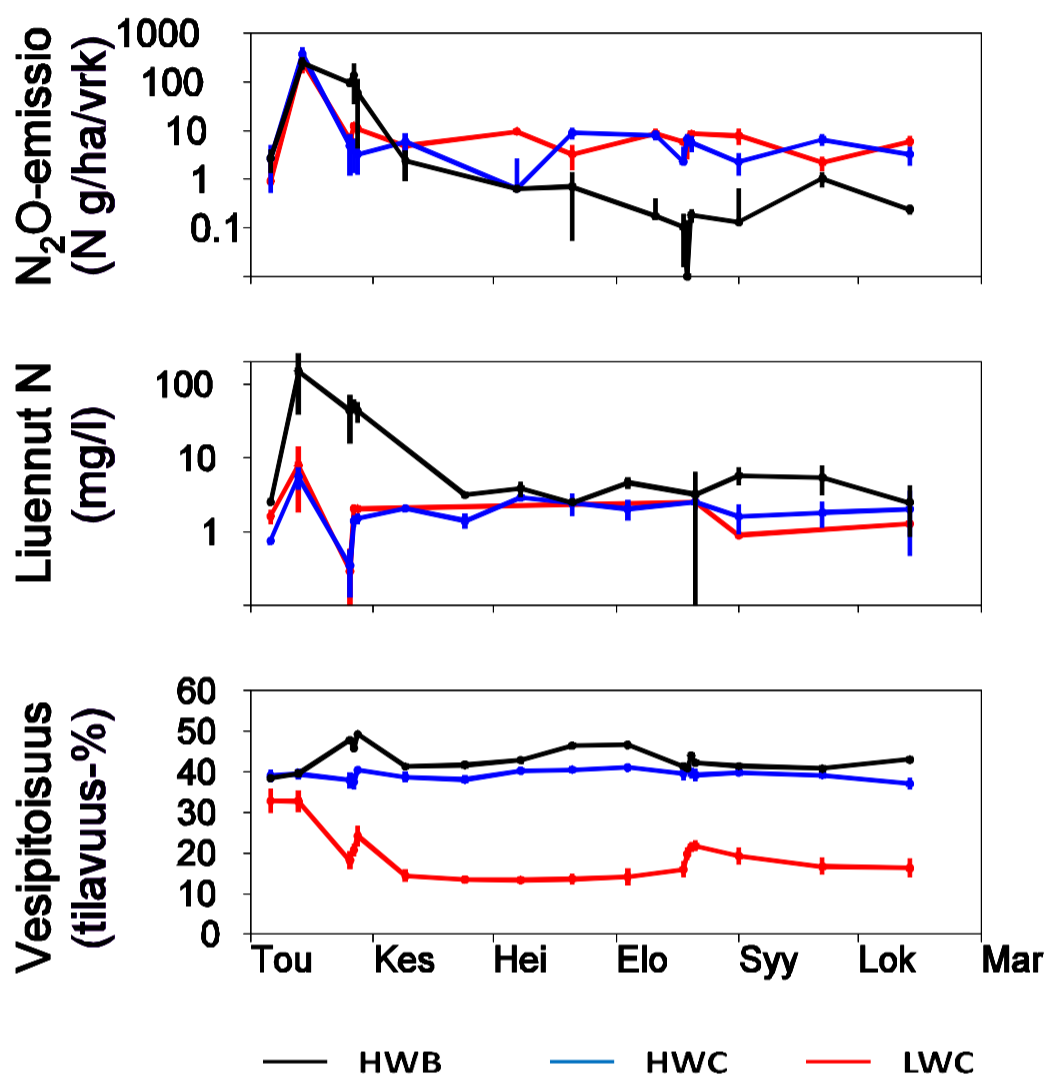 N₂O-emissio
(N g/ha/vrk)
1000
100
10
1
0.1
Liuennut N
(mg/l)
100
10
1
Vesipitoisuus
(tilavuus-%)
60
50
40
30
20
10
0
Tou Kes Hei Elo Syy Lok Mar
HWB HWC LWC